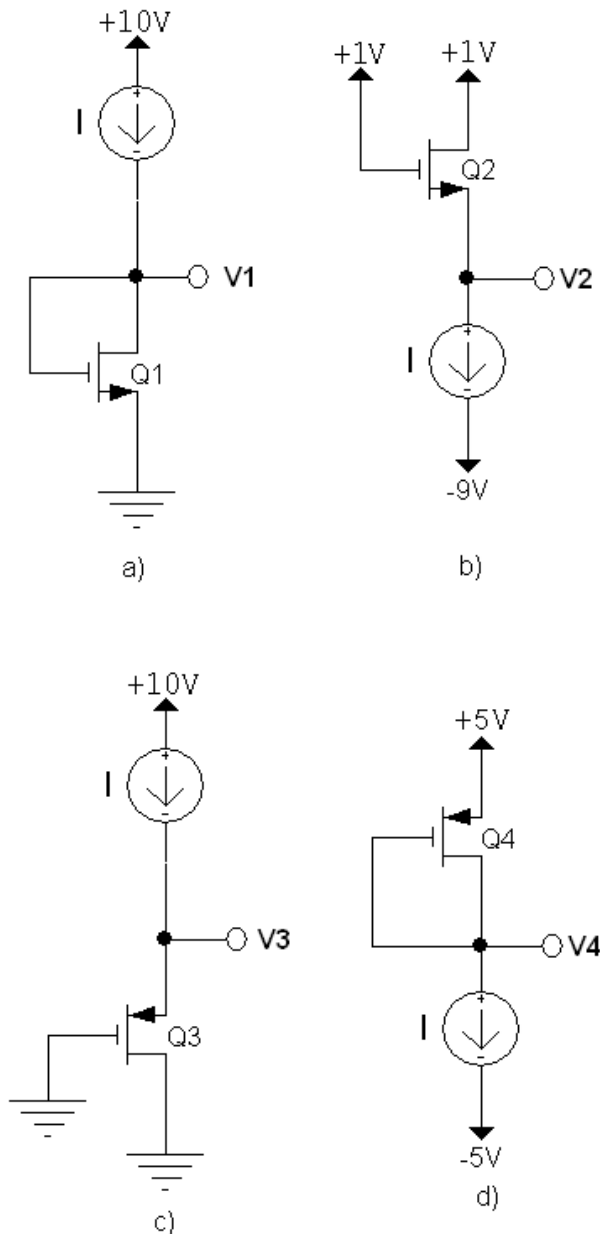 +10V
+1V +1V
I
Q2
V1
V2
Q1
I
-9V
a)
b)
+10V
+5V
I
Q4
V3
V4
Q3
I
-5V
d)
c)